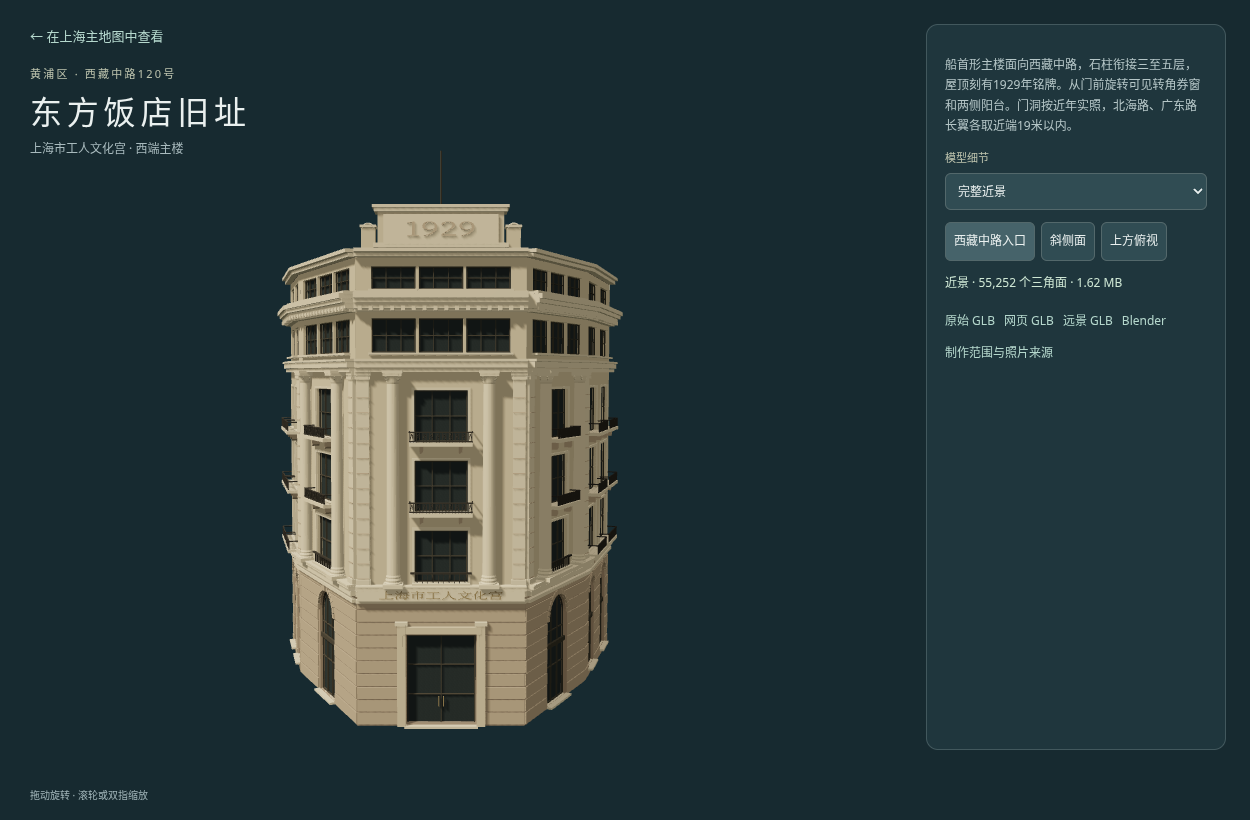 ← 在上海主地图中查看
黄浦区 · 西藏中路120号
东方饭店旧址
上海市工人文化宫 · 西端主楼
1929
上海市工人文化宫
拖动旋转 · 滚轮或双指缩放
船首形主楼面向西藏中路，石柱衔接三至五层，
屋顶刻有1929年铭牌。从门前旋转可见转角券窗
和两侧阳台。门洞按近年实照，北海路、广东路
长翼各取近端19米以内。
模型细节
完整近景
西藏中路入口 斜侧面 上方俯视
近景 · 55,252 个三角面 · 1.62 MB
原始 GLB 网页 GLB 远景 GLB Blender
制作范围与照片来源